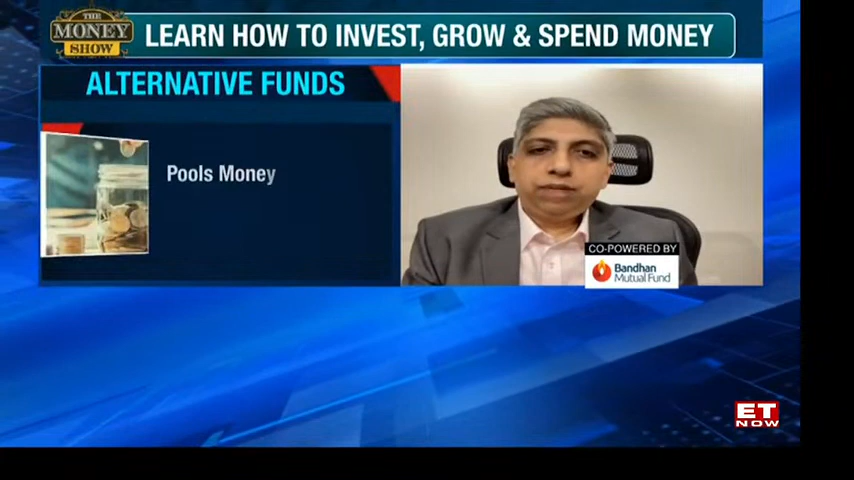 THE
MONEY
SHOW
LEARN HOW TO INVEST, GROW & SPEND MONEY
ALTERNATIVE FUNDS
Pools Money
CO-POWERED BY
Bandhan
Mutual Fund
ET
NOW